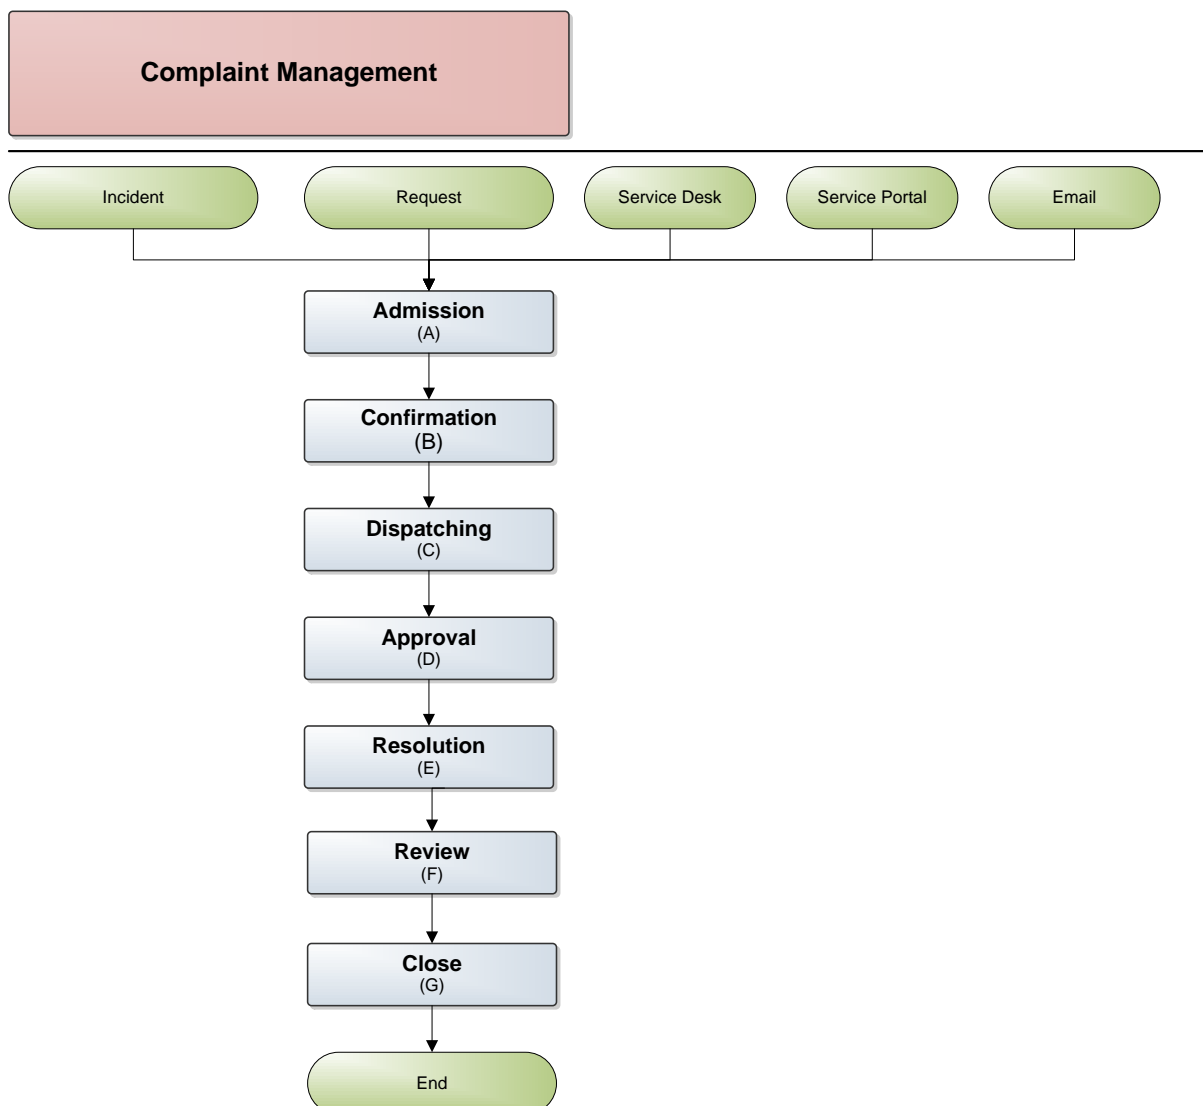 Complaint Management
Incident
Request
Service Desk
Service Portal
Email
Admission
(A)
Confirmation
(B)
Dispatching
(C)
Approval
(D)
Resolution
(E)
Review
(F)
Close
(G)
End